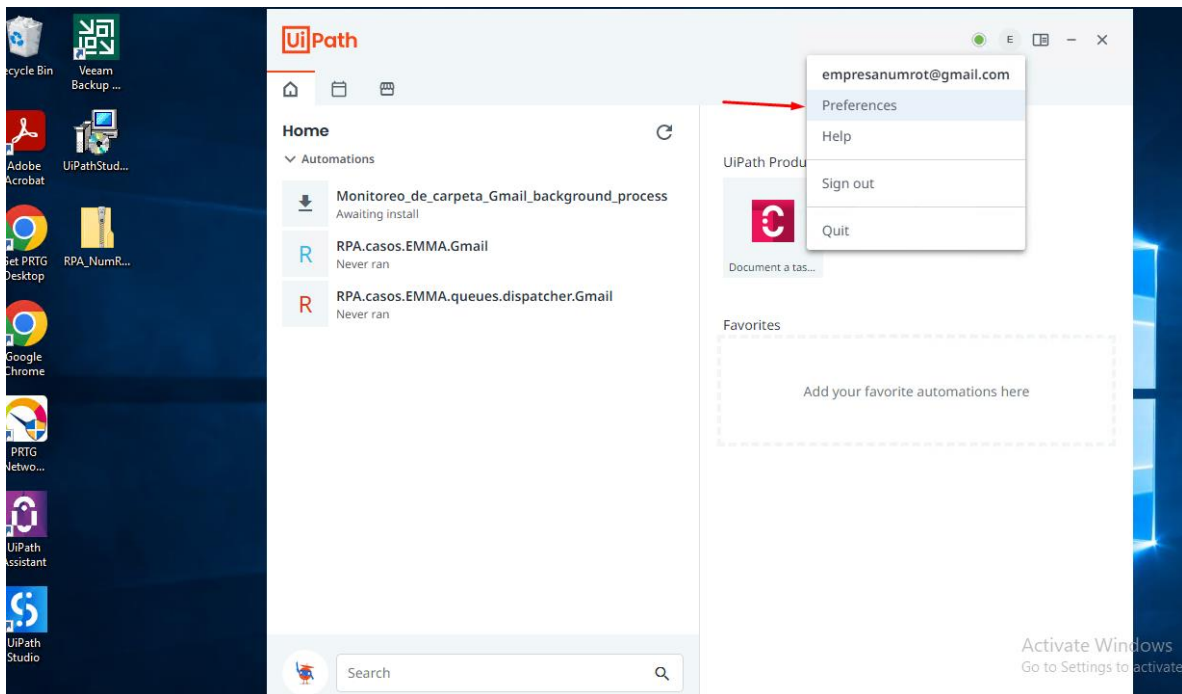 ecycle Bin
Veeam
Backup ...
Adobe
Acrobat
UiPathStud...
Get PRTG
Desktop
RPA_NumR...
Google
Chrome
PRTG
Netwo...
UiPath
Assistant
UiPath
Studio
UiPath
E
empresanumrot@gmail.com
Preferences
Help
Sign out
Quit
Home
Automations
Monitoreo_de_carpeta_Gmail_background_process
Awaiting install
R
RPA.casos.EMMA.Gmail
Never ran
R
RPA.casos.EMMA.queues.dispatcher.Gmail
Never ran
UiPath Produ
Document a tas...
Favorites
Add your favorite automations here
Search
Activate Windows
Go to Settings to activate